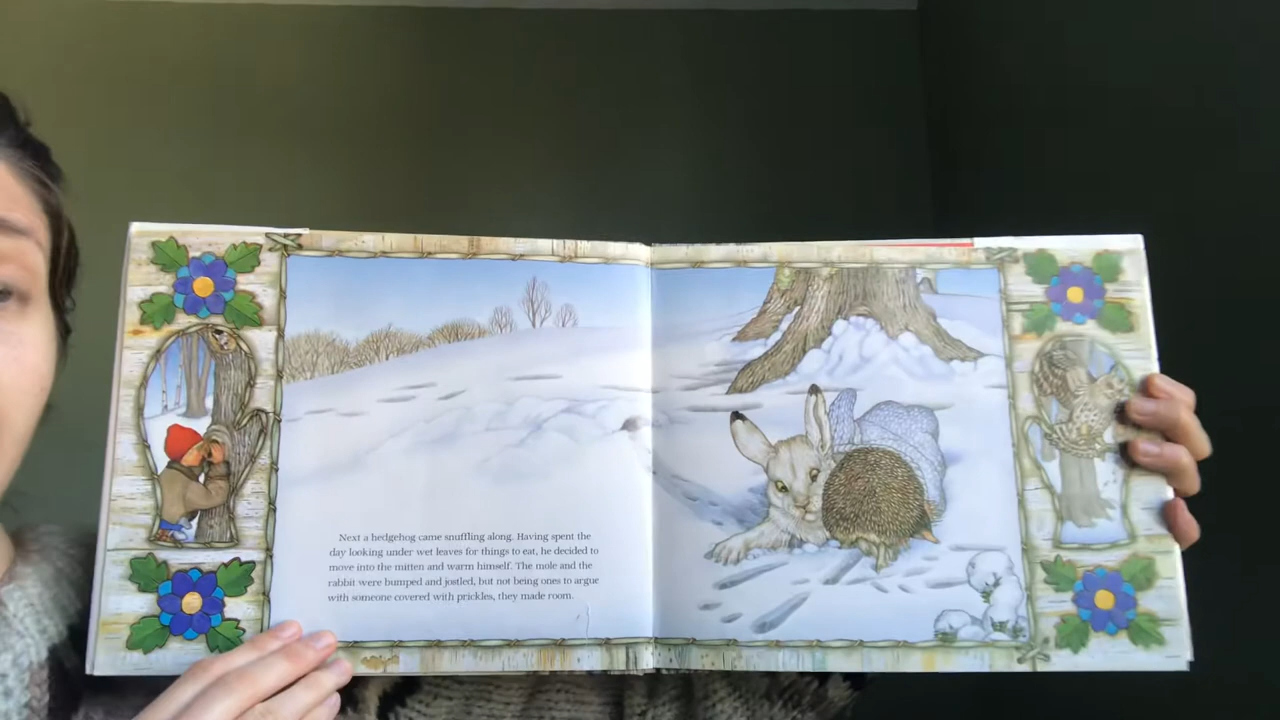 Next a hedgehog came snuffling along. Having spent the
day looking under wet leaves for things to eat, he decided to
move into the mitten and warm himself. The mole and the
rabbit were bumped and jostled, but not being ones to argue
with someone covered with prickles, they made room.